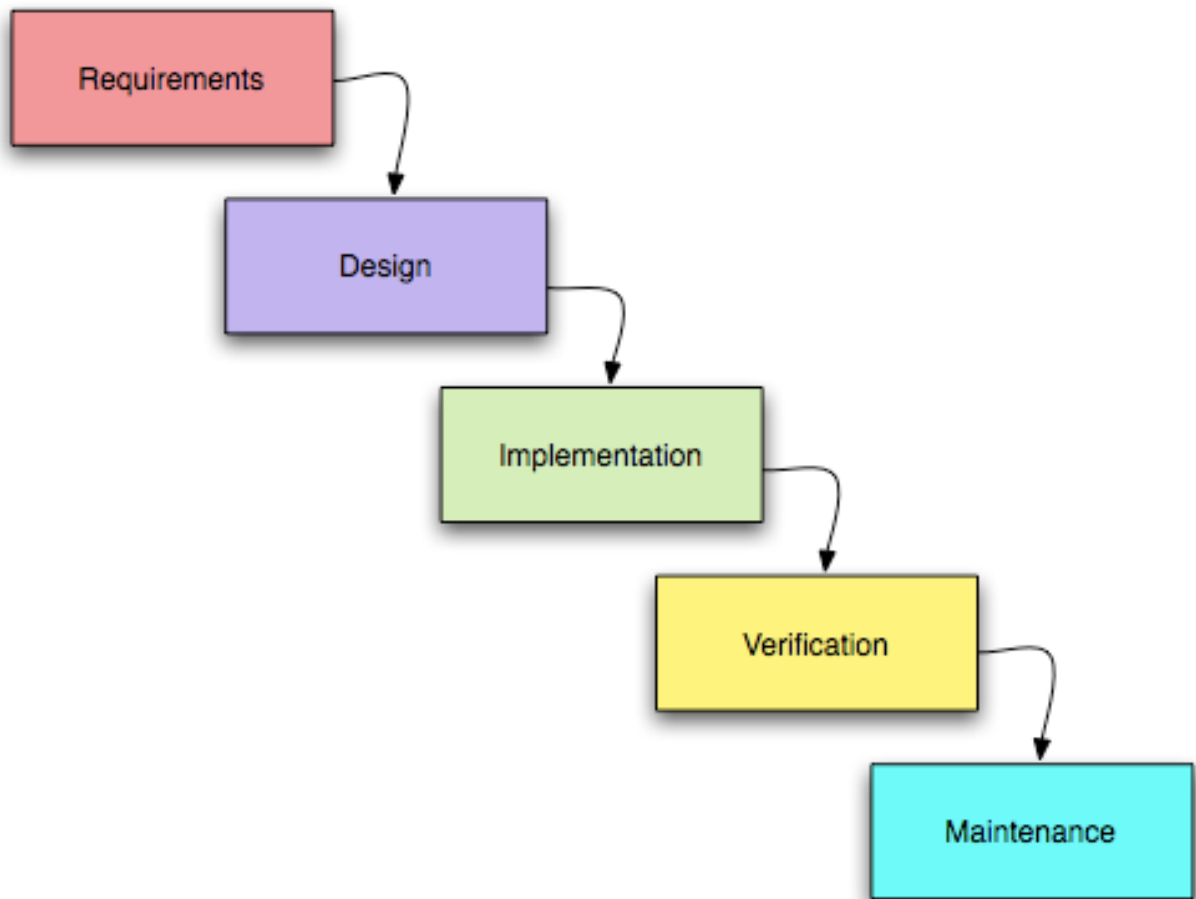 Requirements
Design
Implementation
Verification
Maintenance